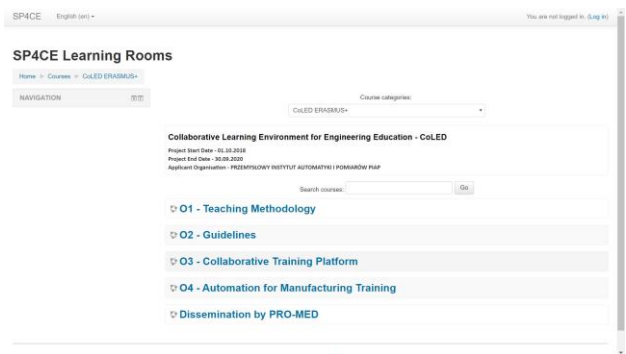 SP4CE English (en) You are not logged in. (Log in)
SP4CE Learning Rooms
Home Courses CoLED ERASMUS+
NAVIGATION
Course categories:
CoLED ERASMUS+
Collaborative Learning Environment for Engineering Education - CoLED
Project Start Date - 01.10.2018
Project End Date - 30.09.2020
Applicant Organisation - PRZEMYSŁOWY INSTYTUT AUTOMATYKI I POMIARÓW PIAP
Search courses: Go
O1 - Teaching Methodology
O2 - Guidelines
O3 - Collaborative Training Platform
O4 - Automation for Manufacturing Training
Dissemination by PRO-MED